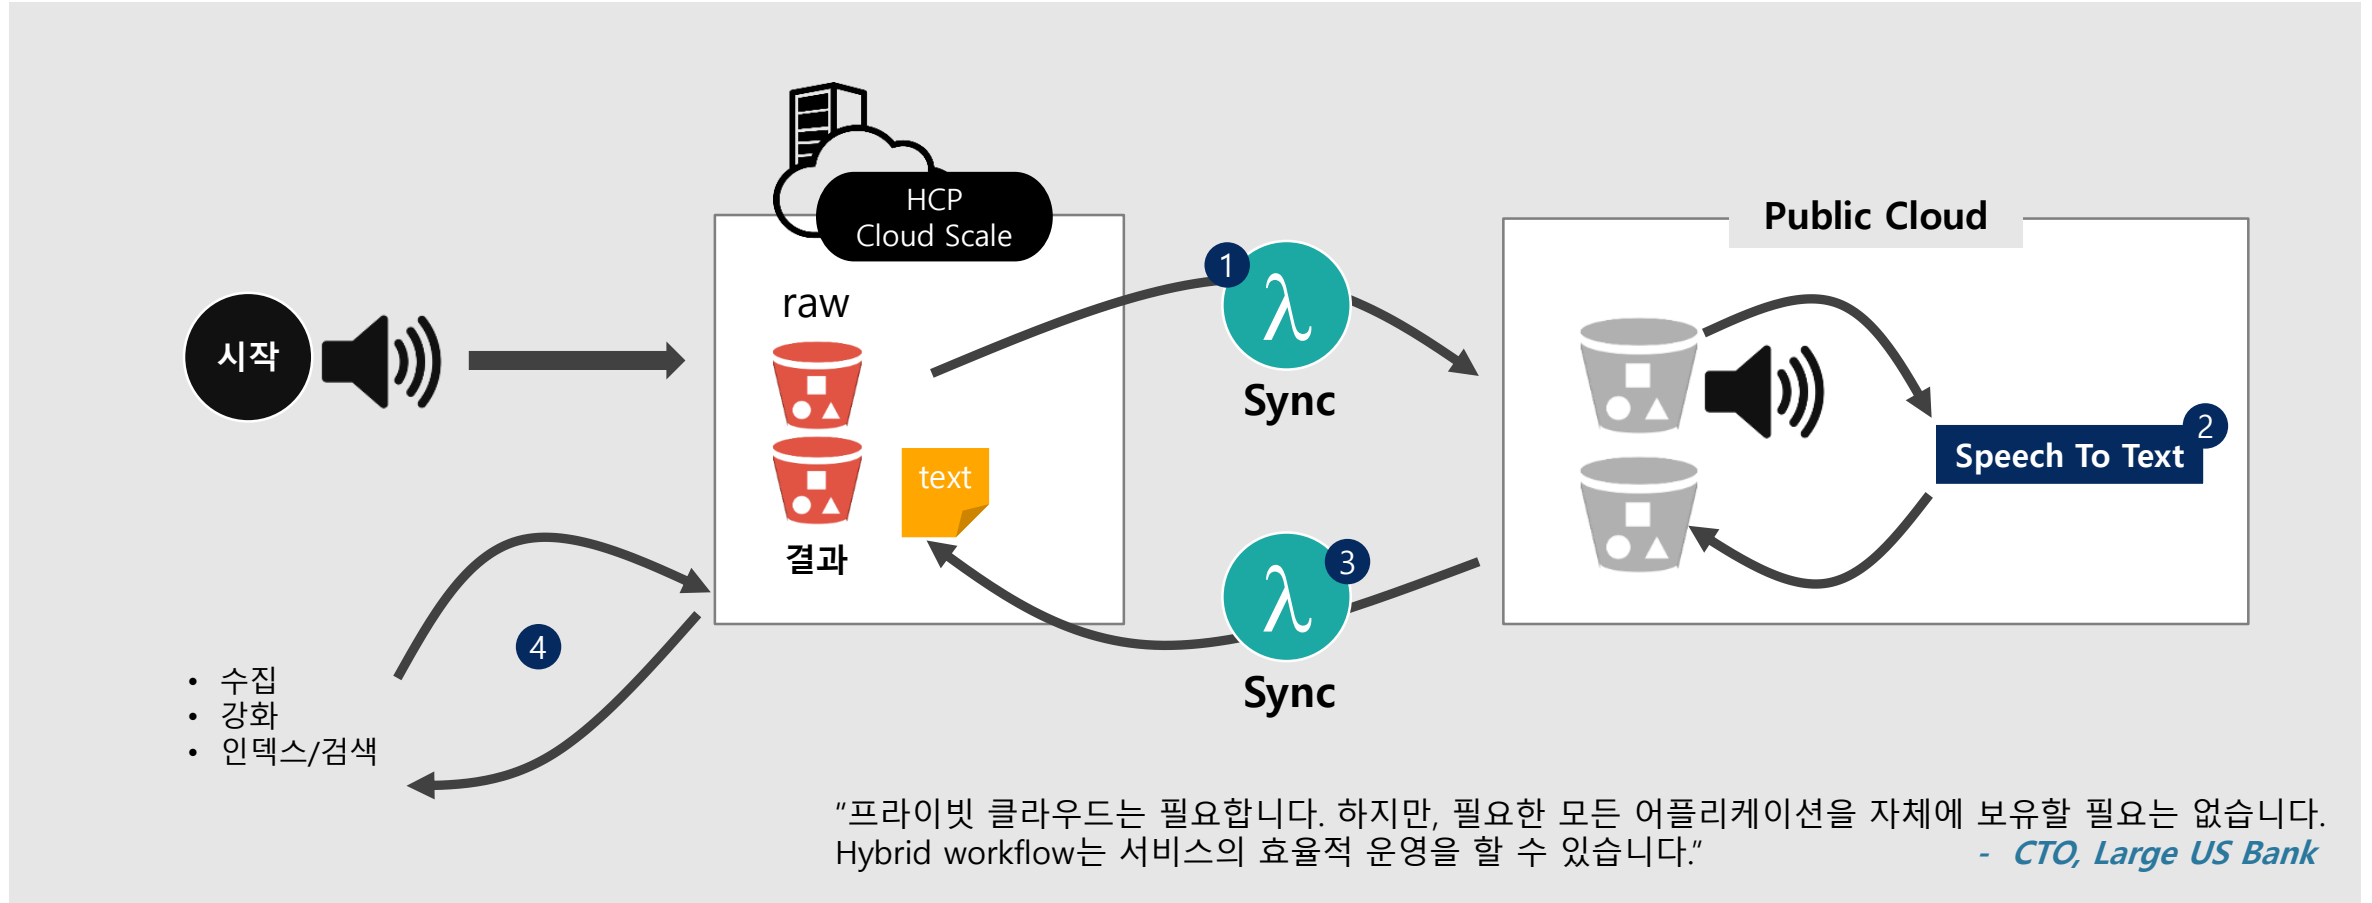 HCP
Cloud Scale
Public Cloud
시작
raw
결과
text
1
λ
Sync
Speech To Text
2
3
λ
Sync
4
• 수집
• 강화
• 인덱스/검색
“프라이빗 클라우드는 필요합니다. 하지만, 필요한 모든 어플리케이션을 자체에 보유할 필요는 없습니다.
Hybrid workflow는 서비스의 효율적 운영을 할 수 있습니다.”
- CTO, Large US Bank